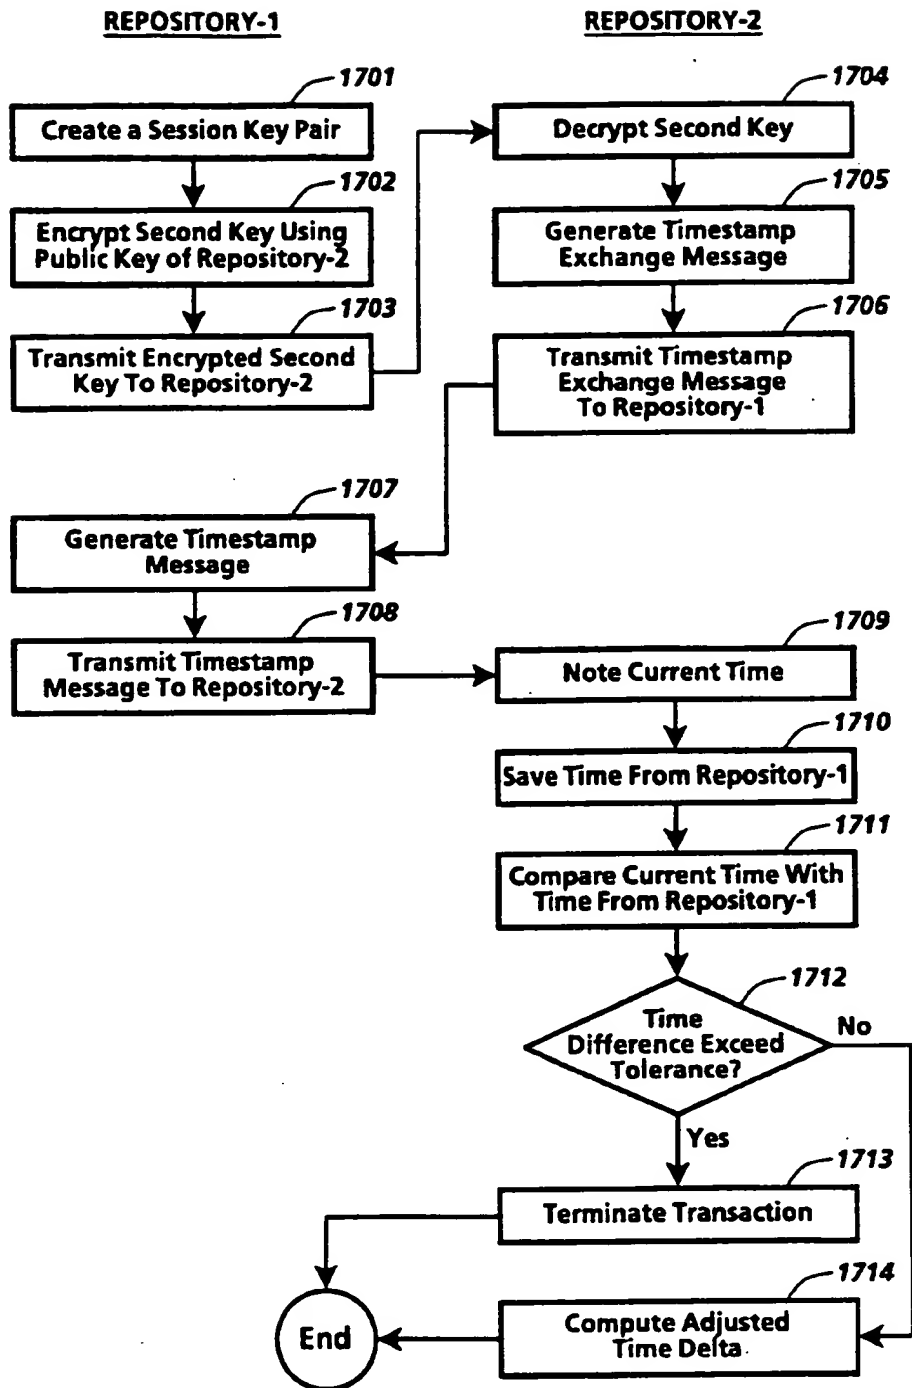 REPOSITORY-1
REPOSITORY-2
1701
Create a Session Key Pair
1702
Encrypt Second Key Using
Public Key of Repository-2
1703
Transmit Encrypted Second
Key To Repository-2
1704
Decrypt Second Key
1705
Generate Timestamp
Exchange Message
1706
Transmit Timestamp
Exchange Message
To Repository-1
1707
Generate Timestamp
Message
1708
Transmit Timestamp
Message To Repository-2
1709
Note Current Time
1710
Save Time From Repository-1
1711
Compare Current Time With
Time From Repository-1
1712
Time
Difference Exceed
Tolerance?
No
Yes
1713
Terminate Transaction
1714
Compute Adjusted
Time Delta
End